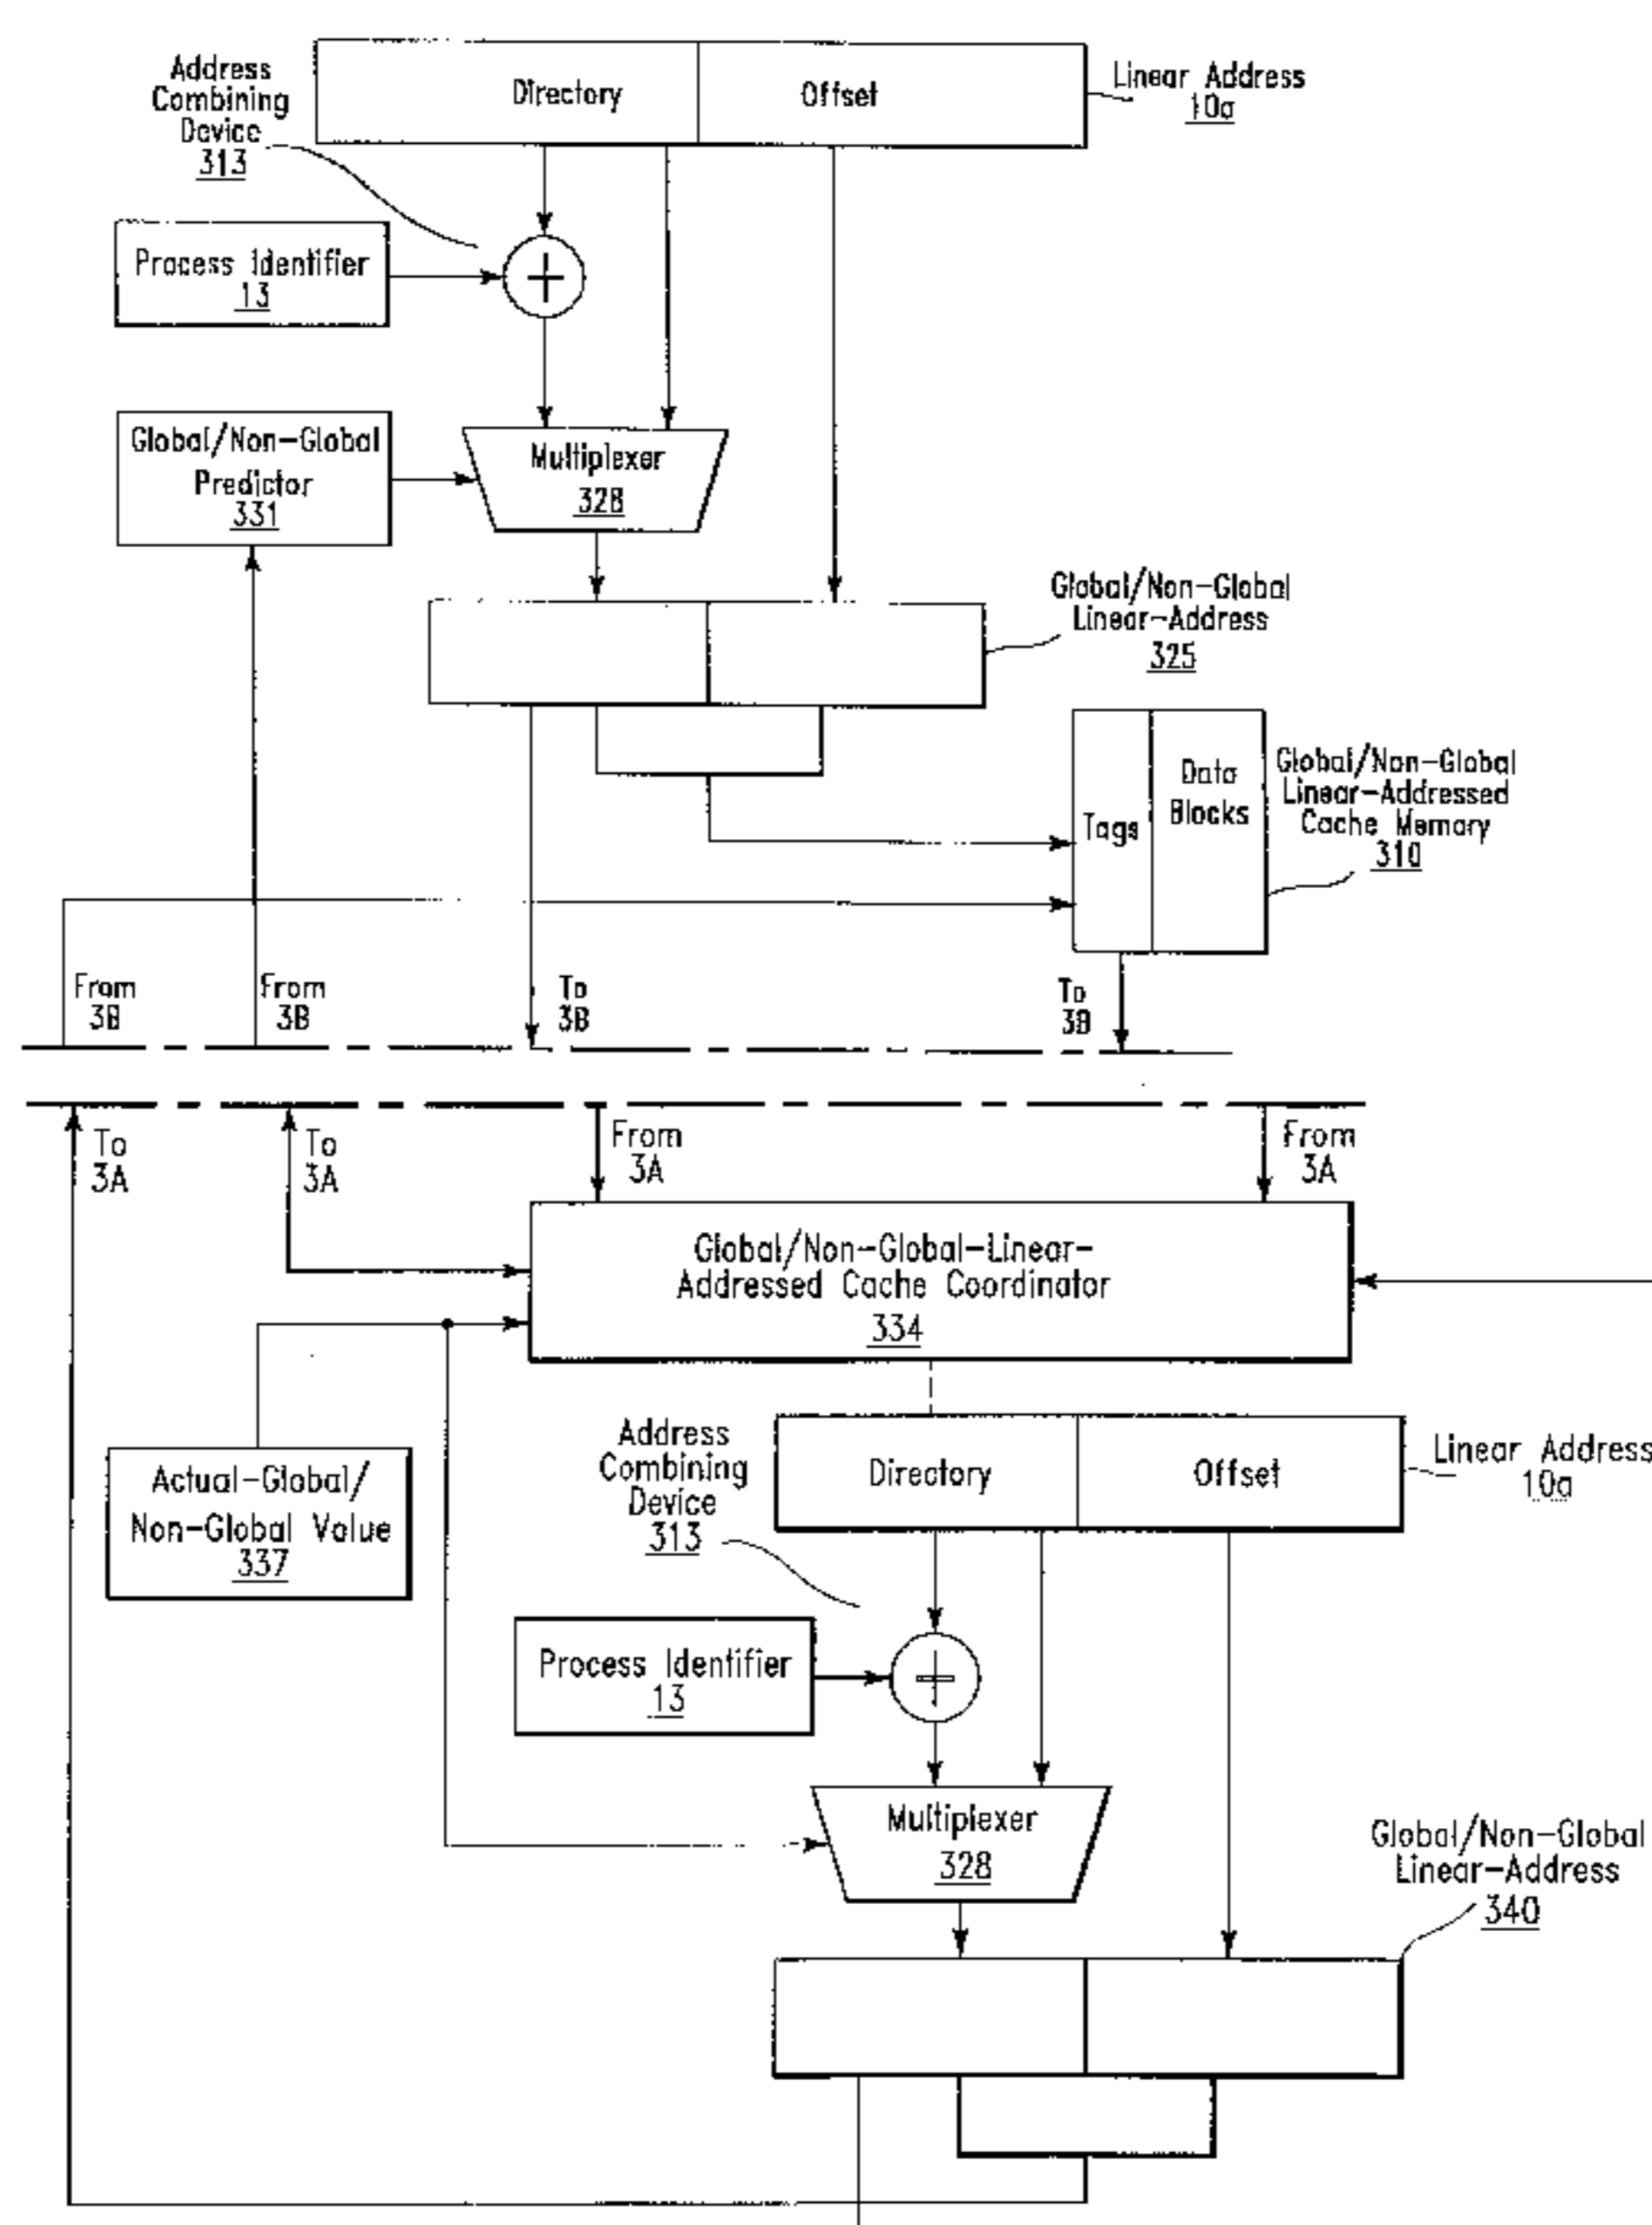 Address
Combining
Device
313
Directory
Offset
Linear Address
10a
Process Identifier
13
Global/Non-Global
Predictor
331
Multiplexer
328
Global/Non-Global
Linear-Address
325
Tags
Data
Blocks
Global/Non-Global
Linear-Addressed
Cache Memory
310
From
3B
From
3B
To
3B
To
3B
To
3A
To
3A
From
3A
From
3A
Global/Non-Global-Linear-
Addressed Cache Coordinator
334
Actual-Global/
Non-Global Value
337
Address
Combining
Device
313
Directory
Offset
Linear Address
10a
Process Identifier
13
Multiplexer
328
Global/Non-Global
Linear-Address
340